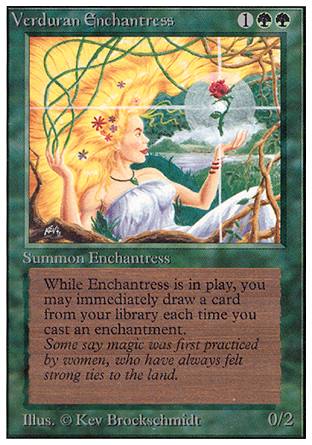 Verduran Enchantress 1
Summon Enchantress
While Enchantress is in play, you
may immediately draw a card
from your library each time you
cast an enchantment.
Some say magic was first practiced
by women, who have always felt
strong ties to the land.
Illus. © Kev Brockschmidt 0/2